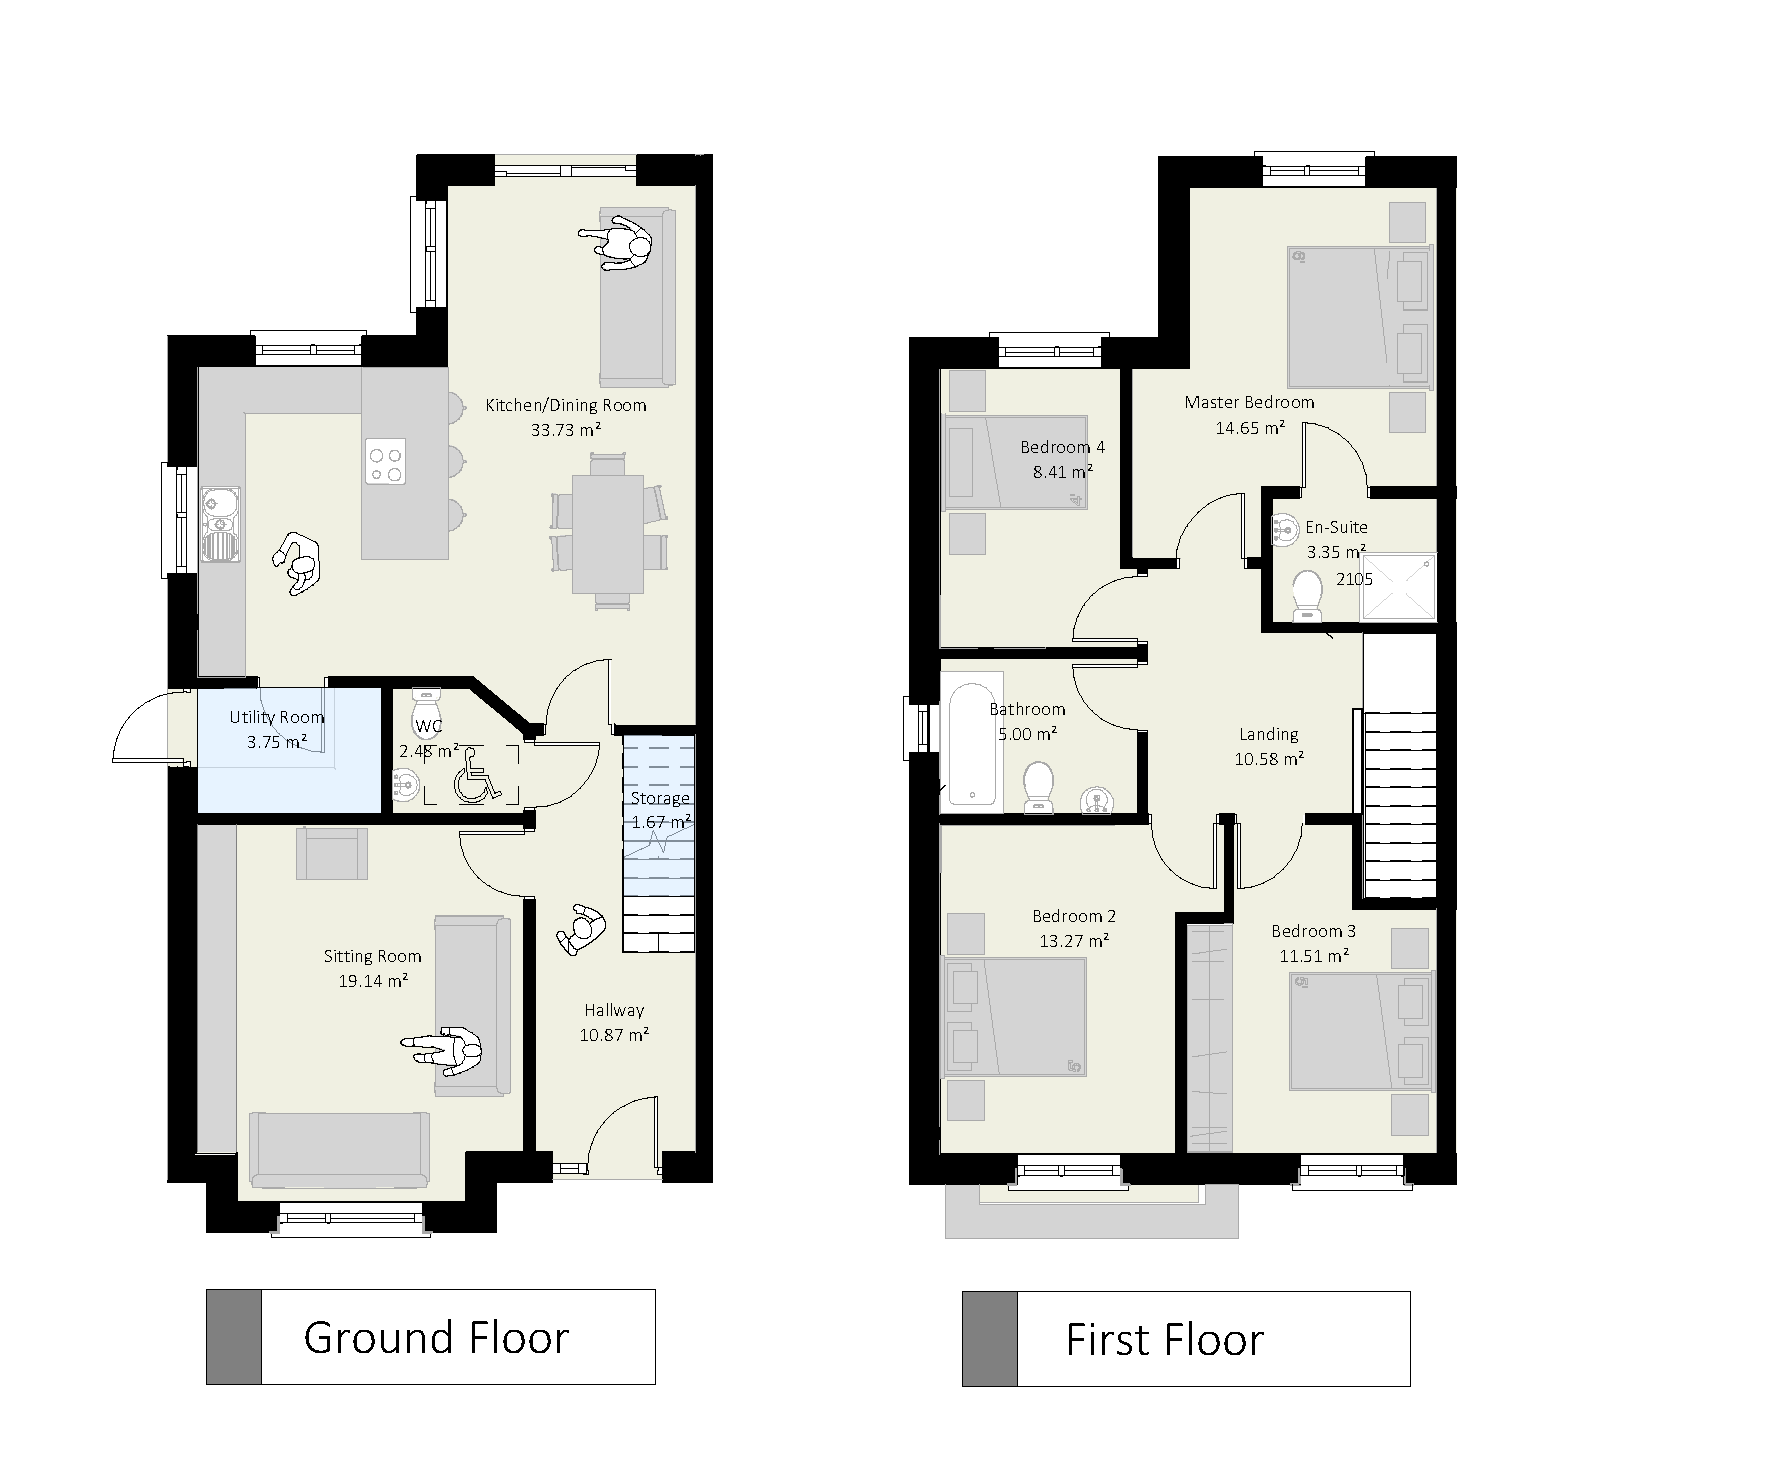 Kitchen/Dining Room
33.73 m²
Utility Room
3.75 m²
WC
2.48 m²
Storage
1.67 m²
Sitting Room
19.14 m²
Hallway
10.87 m²
Ground Floor
Master Bedroom
14.65 m²
Bedroom 4
8.41 m²
4'
En-Suite
3.35 m²
2105
Bathroom
5.00 m²
Landing
10.58 m²
Bedroom 2
13.27 m²
5'
Bedroom 3
11.51 m²
5'
First Floor